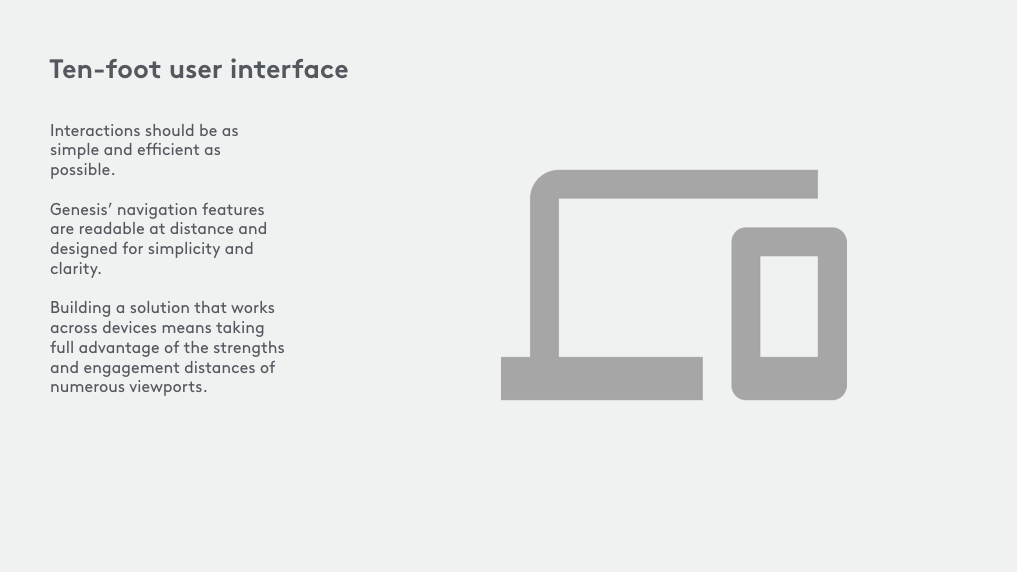 Ten-foot user interface
Interactions should be as
simple and efficient as
possible.
Genesis’ navigation features
are readable at distance and
designed for simplicity and
clarity.
Building a solution that works
across devices means taking
full advantage of the strengths
and engagement distances of
numerous viewports.